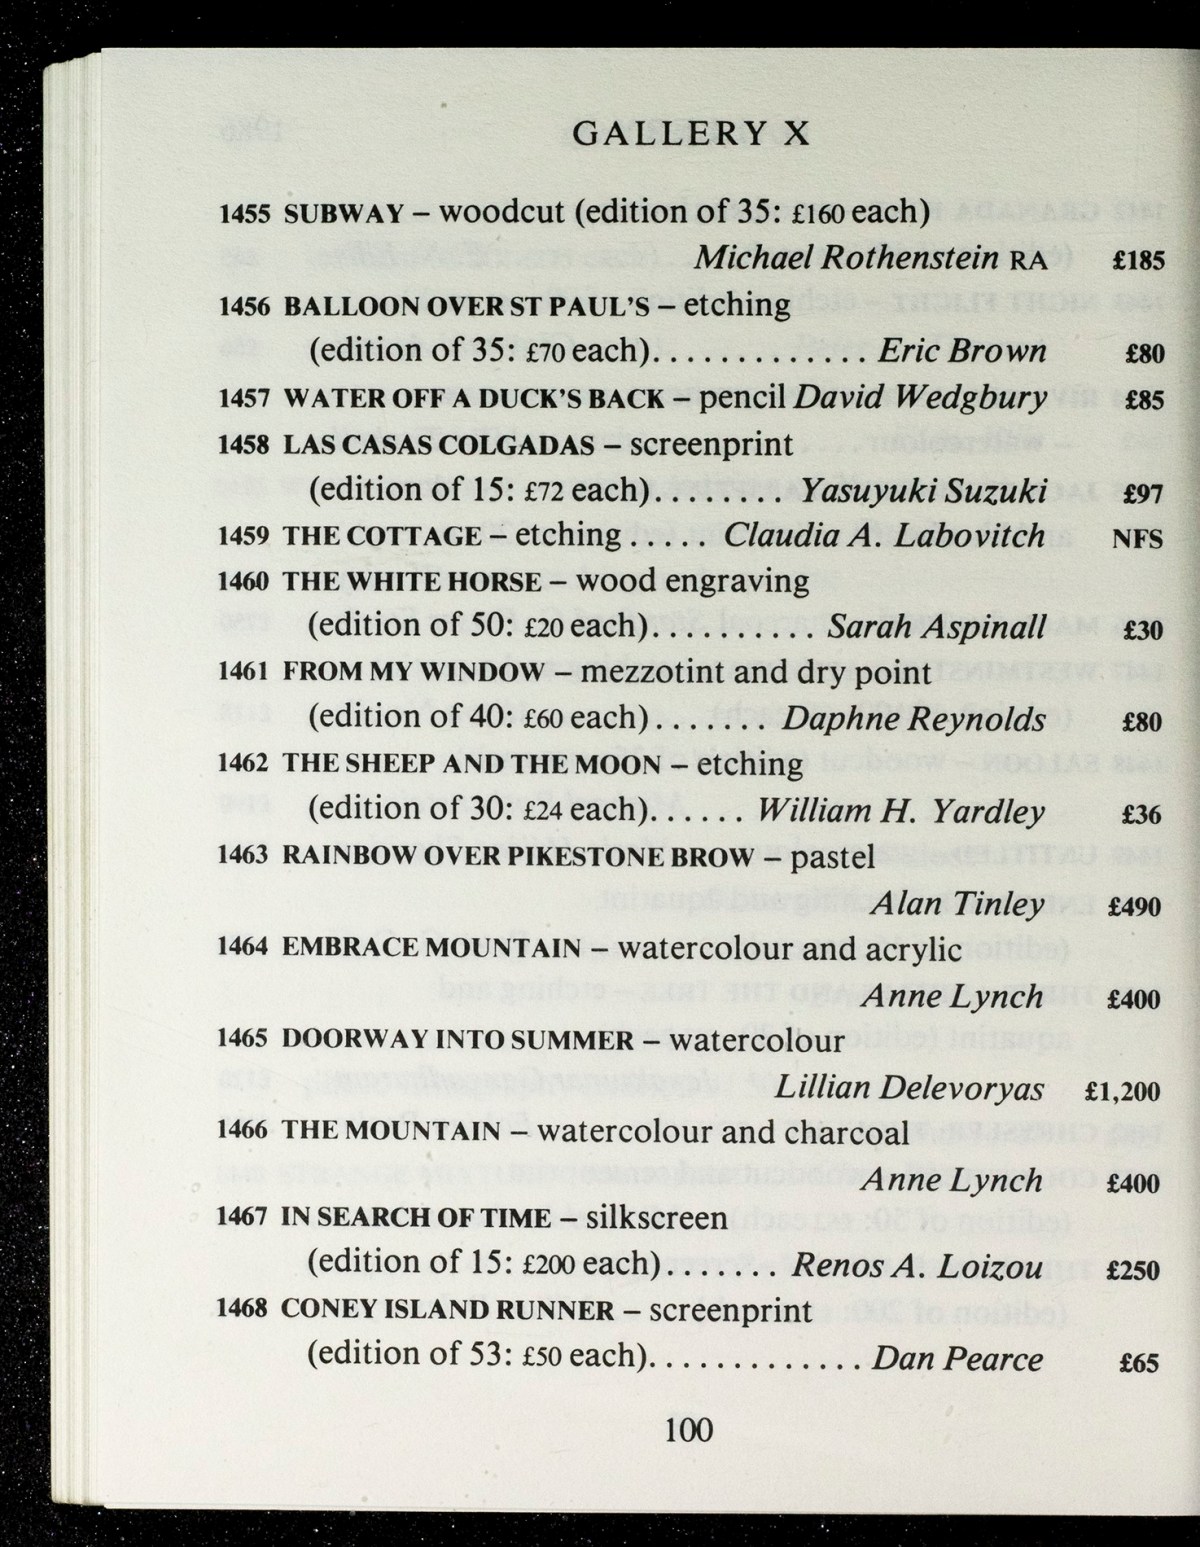 GALLERY X
1455 SUBWAY – woodcut (edition of 35: £160 each)
Michael Rothenstein RA £185
1456 BALLOON OVER ST PAUL'S – etching
(edition of 35: £70 each). . . . . . . . . . . . . Eric Brown £80
1457 WATER OFF A DUCK'S BACK – pencil David Wedgbury £85
1458 LAS CASAS COLGADAS – screenprint
(edition of 15: £72 each). . . . . . . . Yasuyuki Suzuki £97
1459 THE COTTAGE – etching . . . . . Claudia A. Labovitch NFS
1460 THE WHITE HORSE – wood engraving
(edition of 50: £20 each). . . . . . . . . . Sarah Aspinall £30
1461 FROM MY WINDOW – mezzotint and dry point
(edition of 40: £60 each). . . . . . . Daphne Reynolds £80
1462 THE SHEEP AND THE MOON – etching
(edition of 30: £24 each). . . . . . William H. Yardley £36
1463 RAINBOW OVER PIKESTONE BROW – pastel
Alan Tinley £490
1464 EMBRACE MOUNTAIN – watercolour and acrylic
Anne Lynch £400
1465 DOORWAY INTO SUMMER – watercolour
Lillian Delevoryas £1,200
1466 THE MOUNTAIN – watercolour and charcoal
Anne Lynch £400
1467 IN SEARCH OF TIME – silkscreen
(edition of 15: £200 each). . . . . . . Renos A. Loizou £250
1468 CONEY ISLAND RUNNER – screenprint
(edition of 53: £50 each). . . . . . . . . . . . . Dan Pearce £65
100